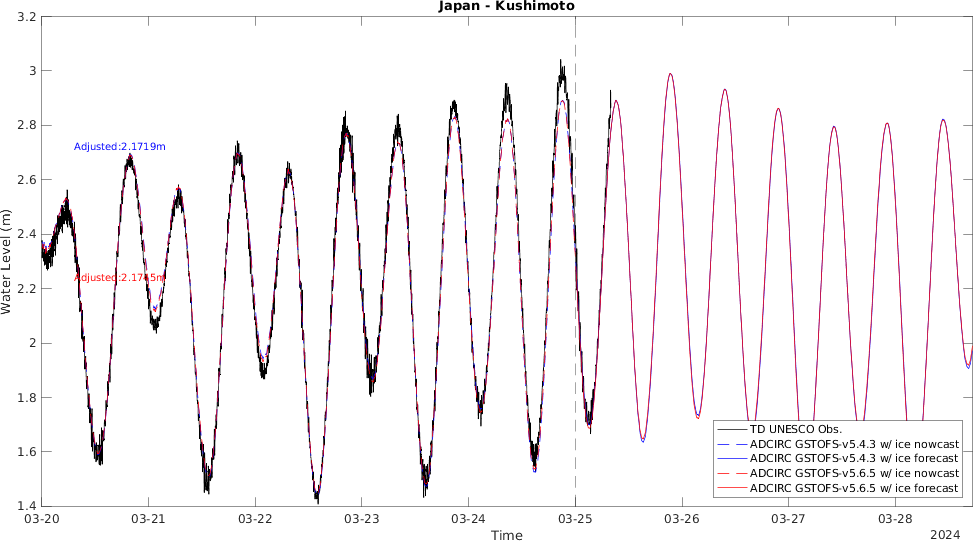 Japan - Kushimoto
3.2
3
2.8
2.6
2.4
2.2
2
1.8
1.6
1.4
Water Level (m)
Adjusted:2.1719m
Adjusted:2.1745m
TD UNESCO Obs.
ADCIRC GSTOFS-v5.4.3 w/ ice nowcast
ADCIRC GSTOFS-v5.4.3 w/ ice forecast
ADCIRC GSTOFS-v5.6.5 w/ ice nowcast
ADCIRC GSTOFS-v5.6.5 w/ ice forecast
03-20 03-21 03-22 03-23 03-24 03-25 03-26 03-27 03-28
Time
2024